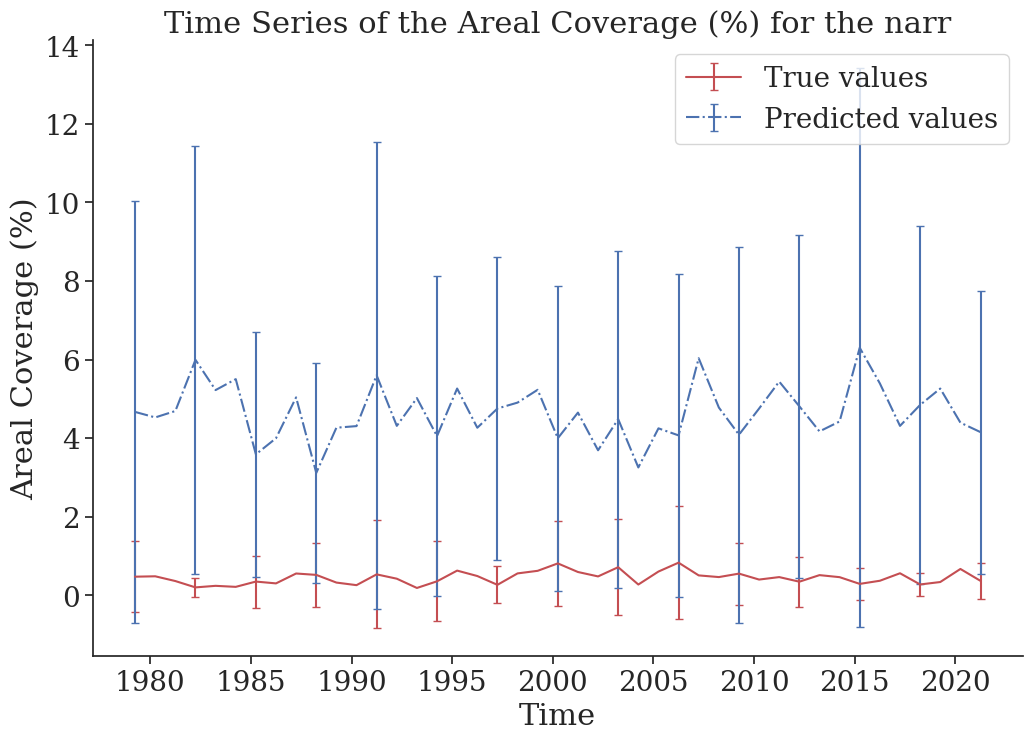 Time Series of the Areal Coverage (%) for the narr
14
12
10
8
6
4
2
0
Areal Coverage (%)
True values
Predicted values
1980 1985 1990 1995 2000 2005 2010 2015 2020
Time